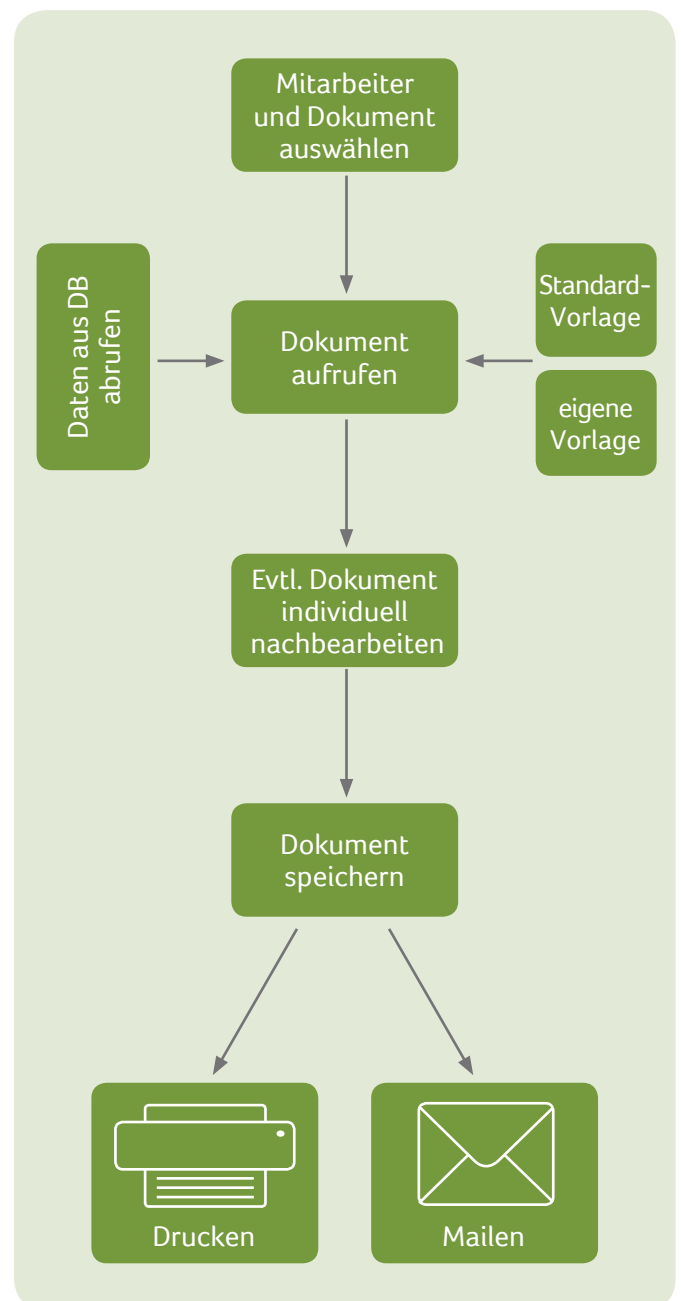 Mitarbeiter
und Dokument
auswählen
Daten aus DB
abrufen
Dokument
aufrufen
Standard-
Vorlage
eigene
Vorlage
Evtl. Dokument
individuell
nachbearbeiten
Dokument
speichern
Drucken
Mailen